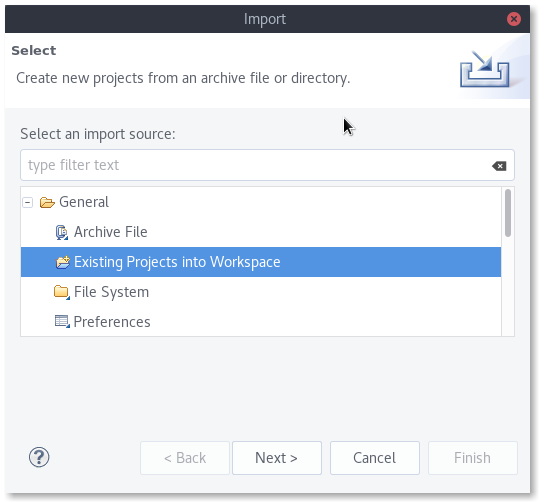 Import
Select
Create new projects from an archive file or directory.
Select an import source:
type filter text
General
Archive File
Existing Projects into Workspace
File System
Preferences
? < Back Next > Cancel Finish